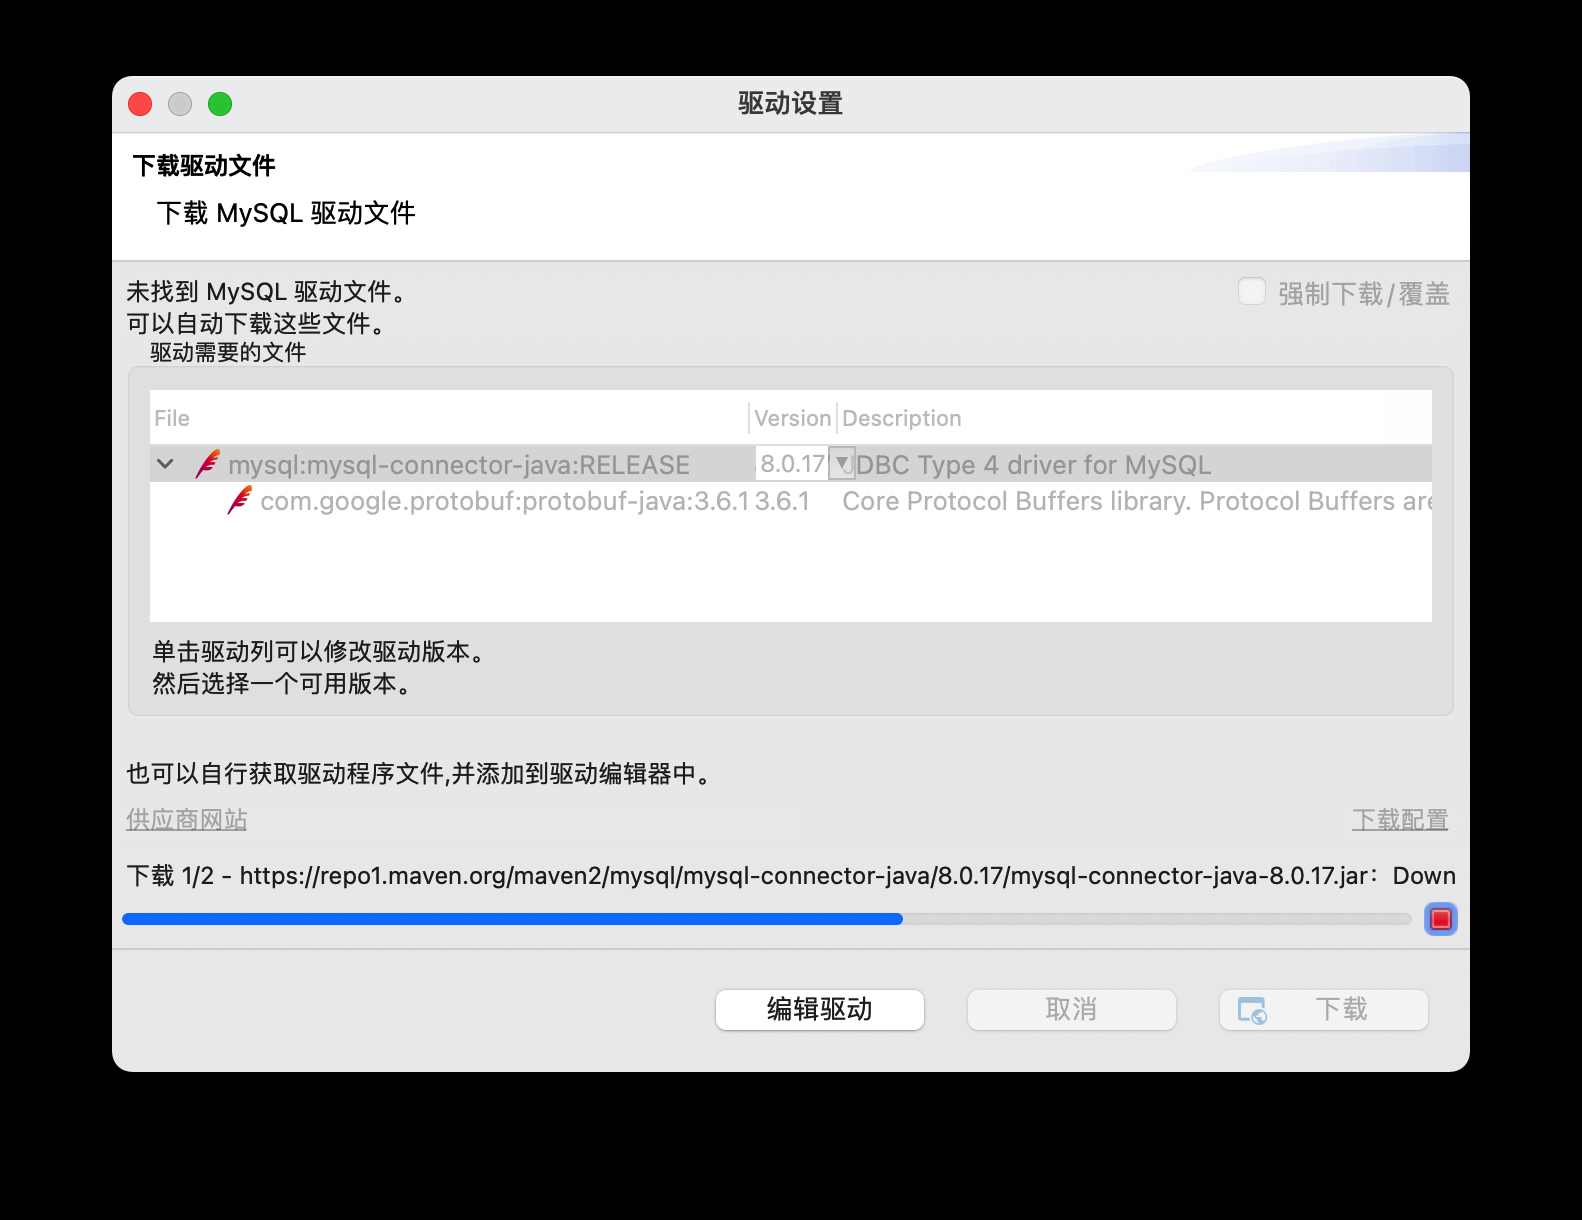 驱动设置
下载驱动文件
下载 MySQL 驱动文件
未找到 MySQL 驱动文件。
强制下载/覆盖
可以自动下载这些文件。
驱动需要的文件
File Version Description
mysql:mysql-connector-java:RELEASE 8.0.17 JDBC Type 4 driver for MySQL
com.google.protobuf:protobuf-java:3.6.1 3.6.1 Core Protocol Buffers library. Protocol Buffers are
单击驱动列可以修改驱动版本。
然后选择一个可用版本。
也可以自行获取驱动程序文件,并添加到驱动编辑器中。
供应商网站 下载配置
下载 1/2 - https://repo1.maven.org/maven2/mysql/mysql-connector-java/8.0.17/mysql-connector-java-8.0.17.jar: Down
编辑驱动 取消 下载